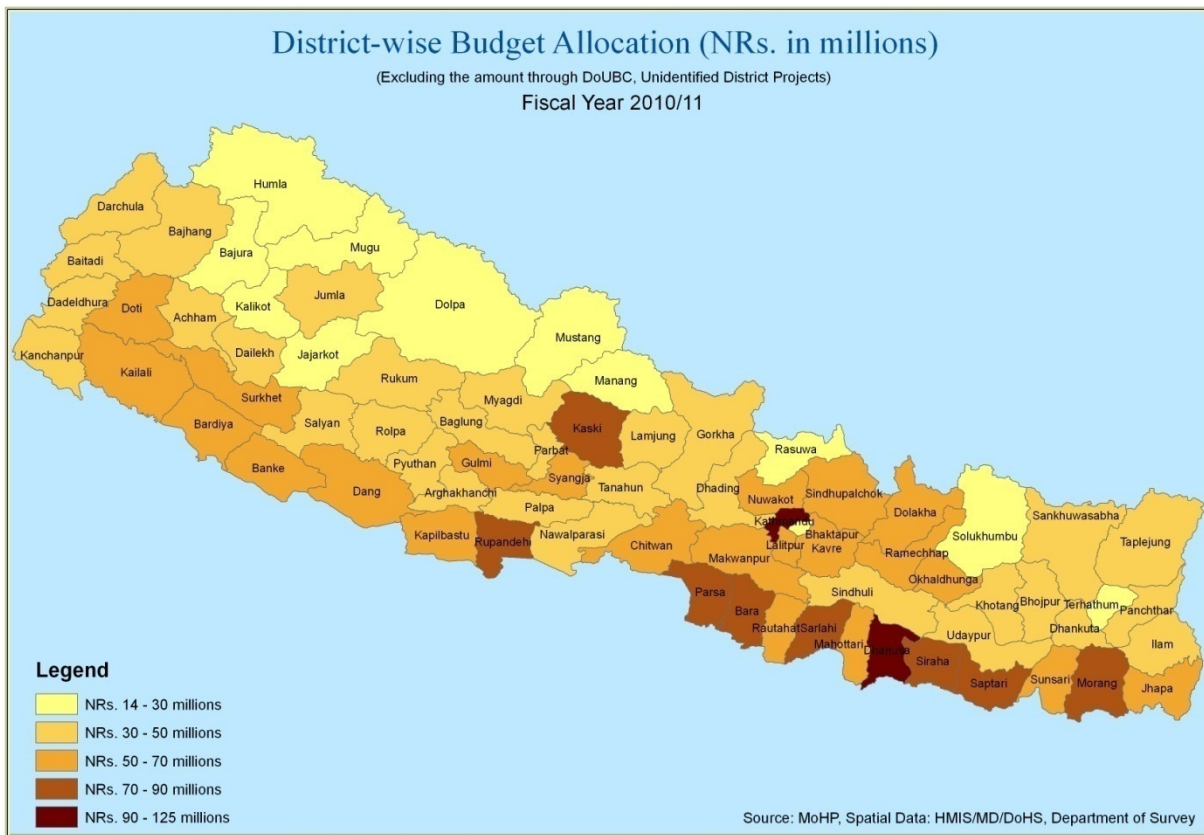 District-wise Budget Allocation (NRs. in millions)
(Excluding the amount through DoUBC, Unidentified District Projects)
Fiscal Year 2010/11
Humla
Darchula
Bajhang
Mugu
Bajura
Baitadi
Jumla
Dadeldhura
Doti
Kalikot
Dolpa
Achham
Mustang
Dailekh
Jajarkot
Kanchanpur
Kailali
Rukum
Manang
Surkhet
Myagdi
Bardiya
Salyan
Baglung
Kaski
Rolpa
Lamjung
Gorkha
Parbat
Rasuwa
Pyuthan
Gulmi
Banke
Syangja
Dang
Arghakhanchi
Tanahun
Dhading
Nuwakot
Sindhupalchok
Palpa
Dolakha
Sankhuwasabha
Kathmandu
Kapilbastu
Rupandehi
Nawalparasi
Bhaktapur
Solukhumbu
Taplejung
Chitwan
Lalitpur
Kavre
Ramechhap
Makwanpur
Okhaldhunga
Parsa
Sindhuli
Khotang
Bhojpur
Terhathum
Panchthar
Bara
Rautahat
Sarlahi
Dhankuta
Udaypur
Mahottari
Dhanusa
Ilam
Siraha
Saptari
Sunsari
Morang
Jhapa
Legend
NRs. 14 - 30 millions
NRs. 30 - 50 millions
NRs. 50 - 70 millions
NRs. 70 - 90 millions
NRs. 90 - 125 millions
Source: MoHP, Spatial Data: HMIS/MD/DoHS, Department of Survey